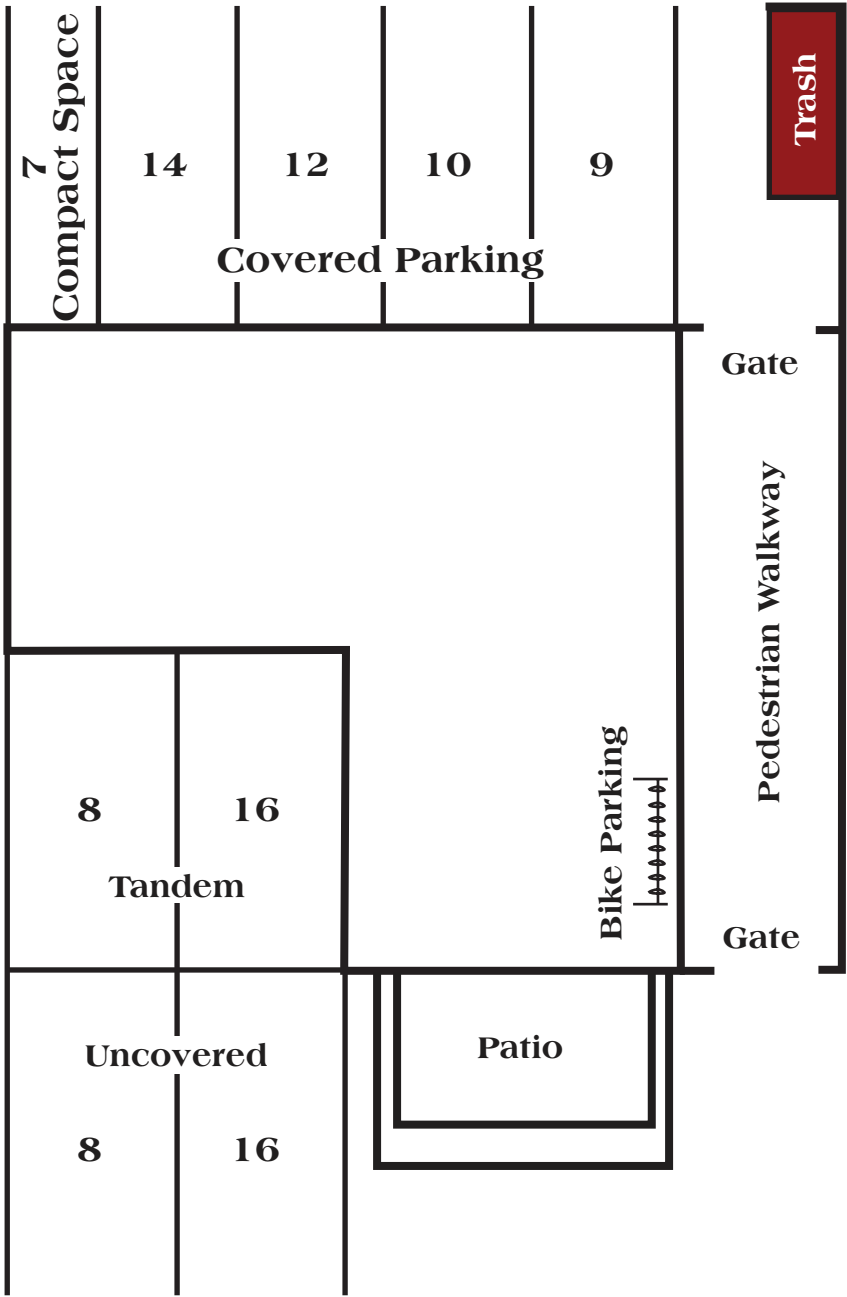 7
Compact Space
14
12
10
9
Trash
Covered Parking
Gate
Pedestrian Walkway
8
16
Tandem
Bike Parking
Gate
Uncovered
Patio
8
16